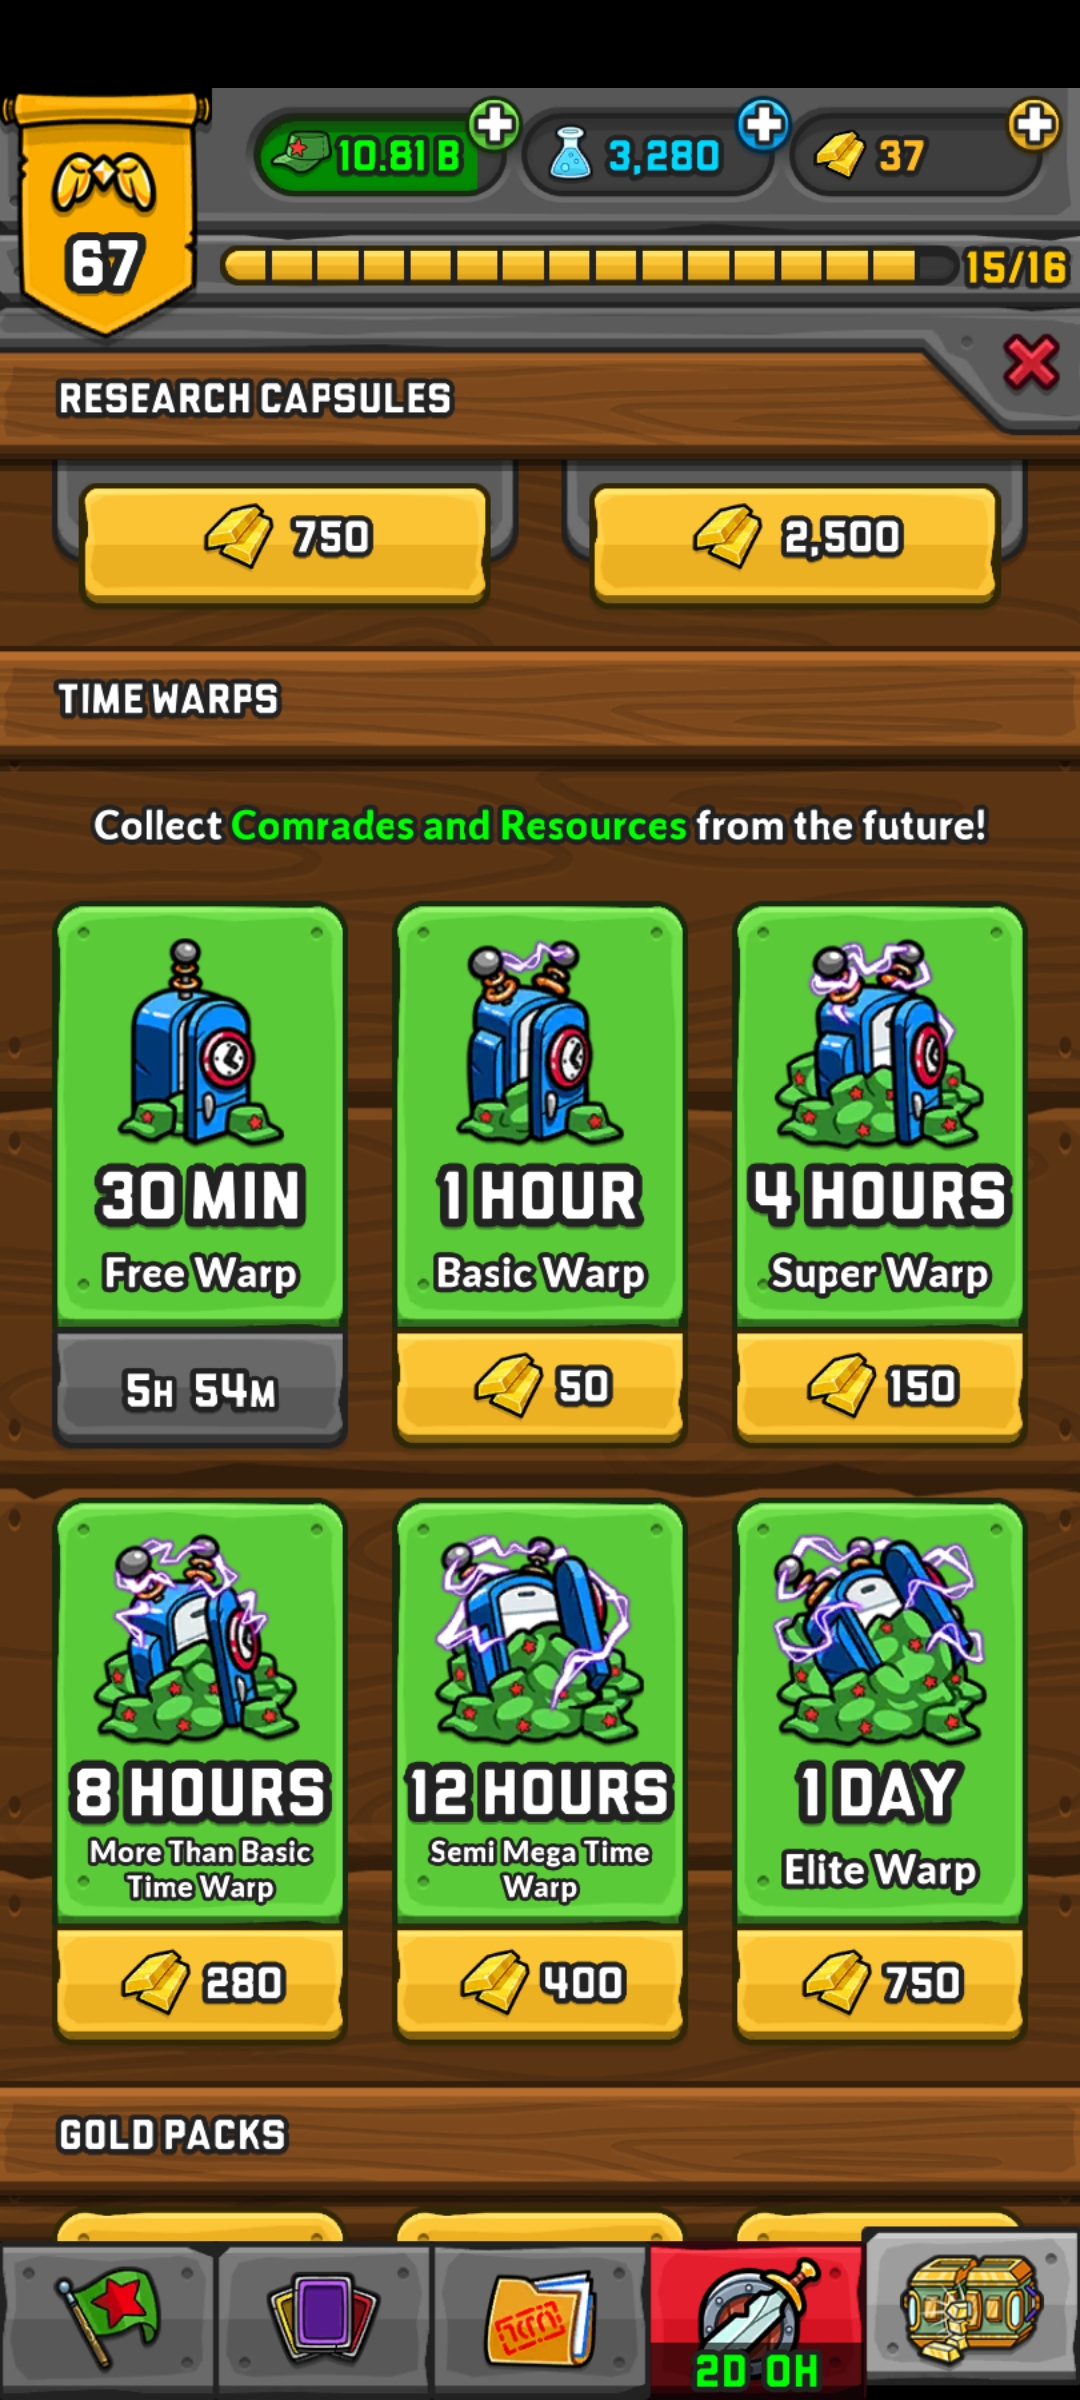 10.81 B
3,280
37
67
15/16
RESEARCH CAPSULES
750
2,500
TIME WARPS
Collect Comrades and Resources from the future!
30 MIN
Free Warp
5H 54M
1 HOUR
Basic Warp
50
4 HOURS
Super Warp
150
8 HOURS
More Than Basic
Time Warp
280
12 HOURS
Semi Mega Time
Warp
400
1 DAY
Elite Warp
750
GOLD PACKS
2D 0H